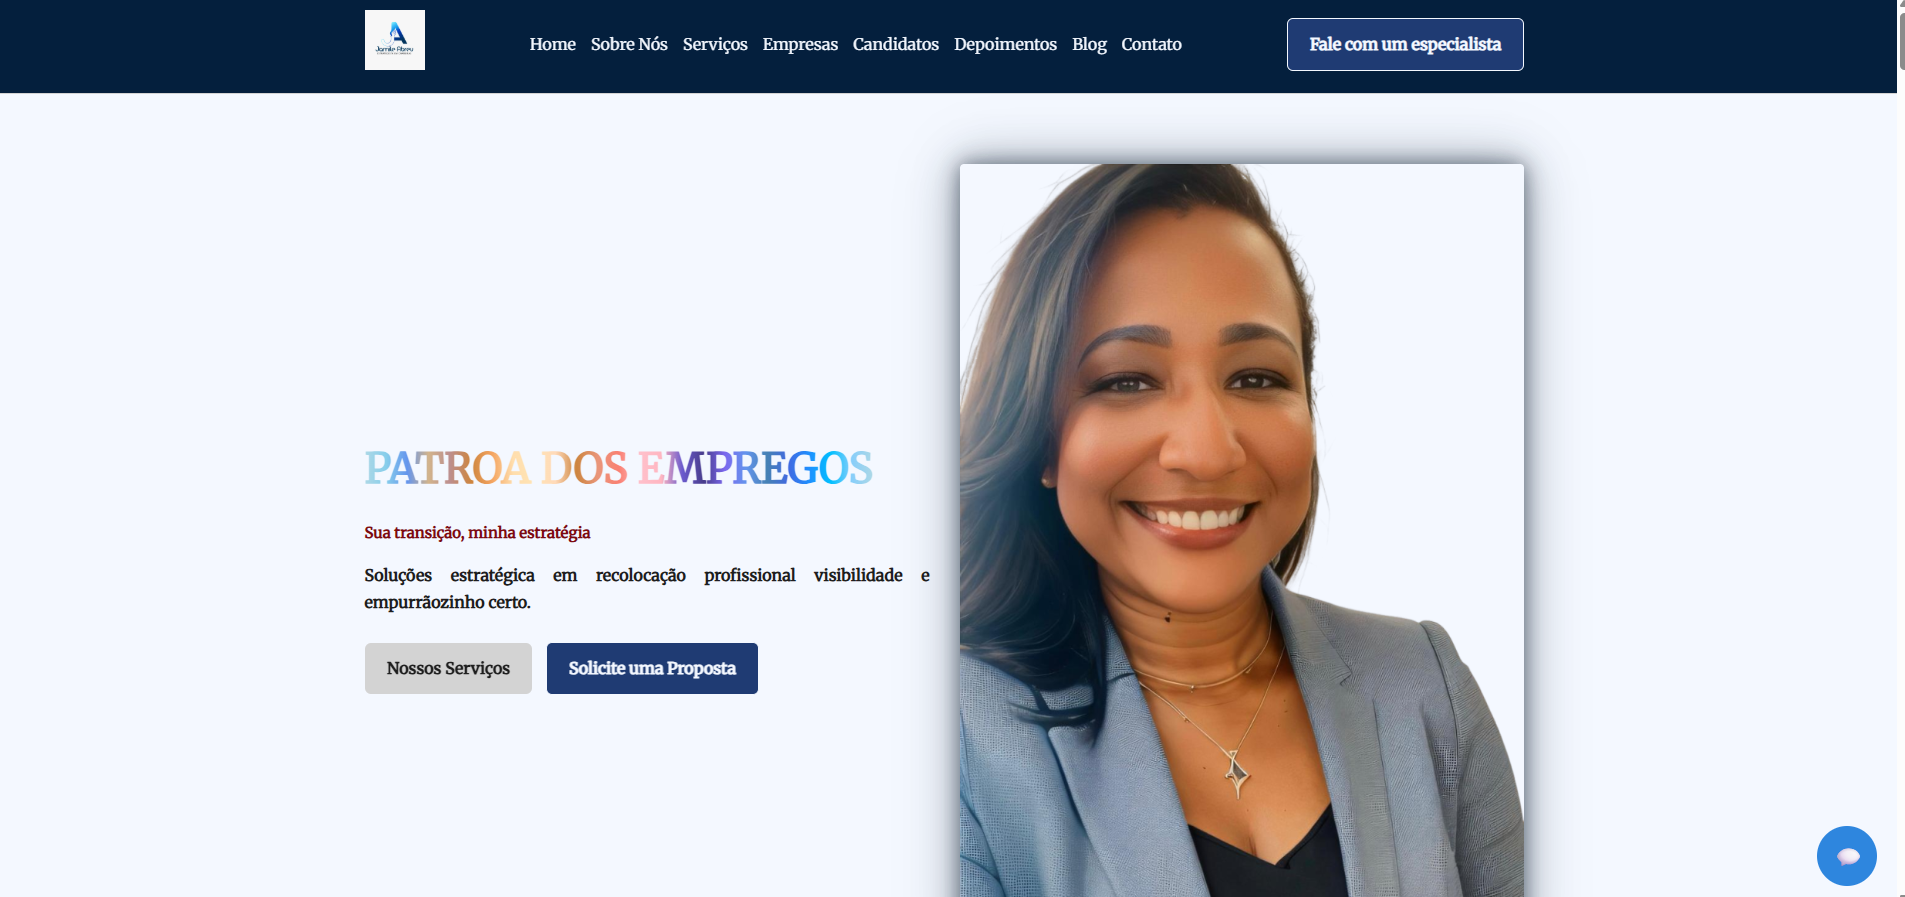 Jamile Abreu
Home Sobre Nós Serviços Empresas Candidatos Depoimentos Blog Contato
Fale com um especialista
PATROA DOS EMPREGOS
Sua transição, minha estratégia
Soluções estratégica em recolocação profissional visibilidade e
empurrãozinho certo.
Nossos Serviços
Solicite uma Proposta